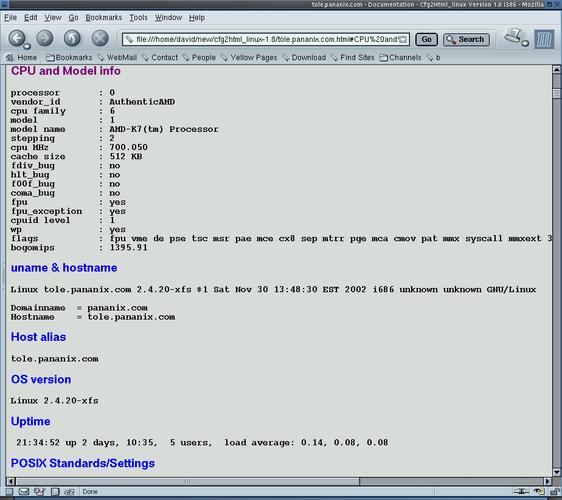 tole.pananix.com - Documentation - Cfg2Html_linux Version 1.8 i386 - Mozilla
File Edit View Go Bookmarks Tools Window Help
file:///home/david/new/cfg2html_linux-1.8/tole.pananix.com.html#CPU%20and Go Search
Home Bookmarks WebMail Contact People Yellow Pages Download Find Sites Channels b
CPU and Model info
processor : 0
vendor_id : AuthenticAMD
cpu family : 6
model : 1
model name : AMD-K7(tm) Processor
stepping : 2
cpu MHz : 700.050
cache size : 512 KB
fdiv_bug : no
hlt_bug : no
f00f_bug : no
coma_bug : no
fpu : yes
fpu_exception : yes
cpuid level : 1
wp : yes
flags : fpu vme de pse tsc msr pae mce cx8 sep mtrr pge mca cmov pat mmx syscall mmxext 3
bogomips : 1395.91
uname & hostname
Linux tole.pananix.com 2.4.20-xfs #1 Sat Nov 30 13:48:30 EST 2002 i686 unknown unknown GNU/Linux
Domainname = pananix.com
Hostname = tole.pananix.com
Host alias
tole.pananix.com
OS version
Linux 2.4.20-xfs
Uptime
21:34:52 up 2 days, 10:35, 5 users, load average: 0.14, 0.08, 0.08
POSIX Standards/Settings
Done